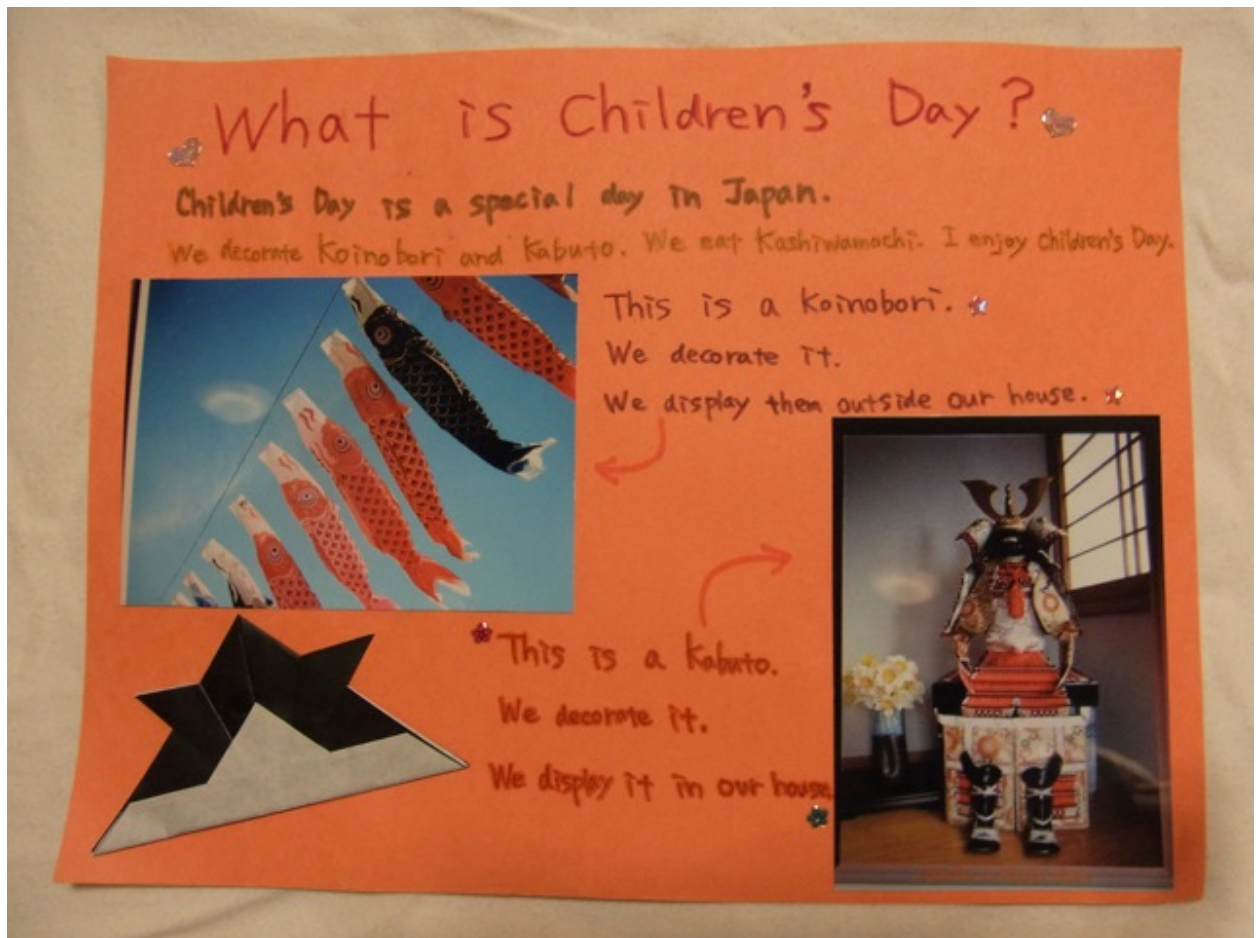 What is Children's Day?
Children's Day is a special day in Japan.
We decorate Koinobori and Kabuto. We eat Kashiwamochi. I enjoy Children's Day.
This is a Koinobori.
We decorate it.
We display them outside our house.
This is a Kabuto.
We decorate it.
We display it in our house.